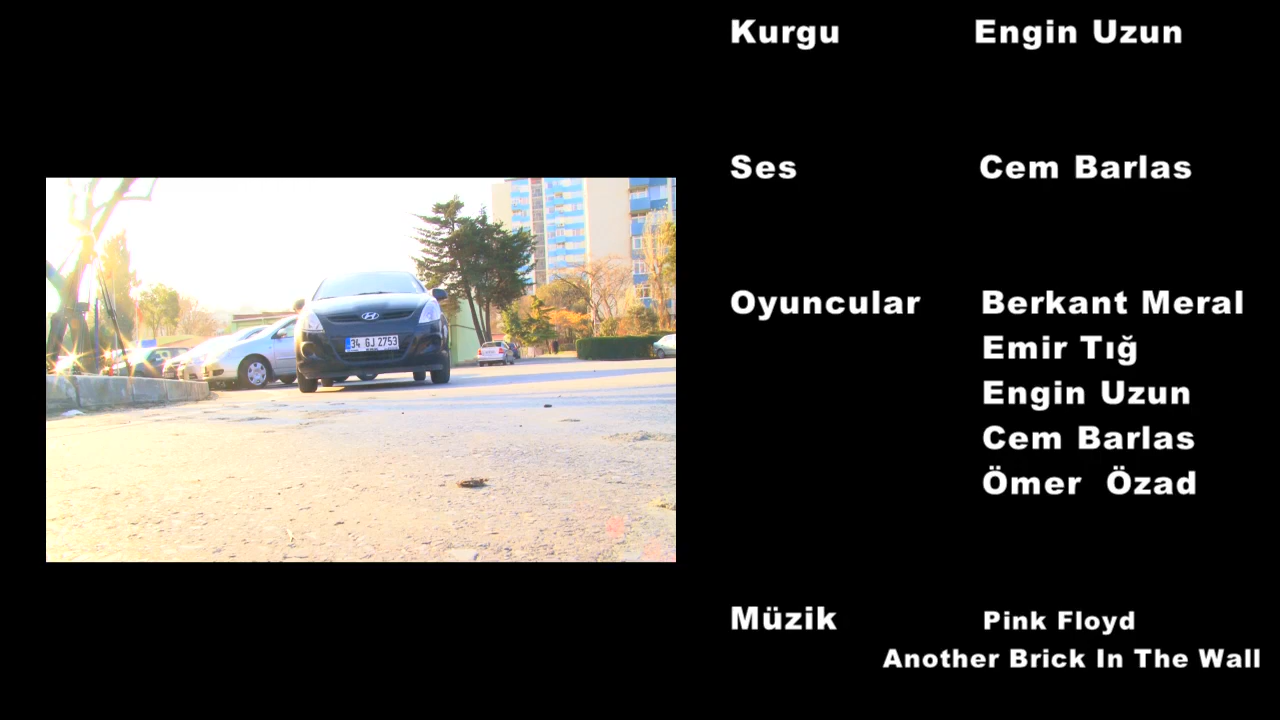 Kurgu Engin Uzun
Ses Cem Barlas
Oyuncular Berkant Meral
Emir Tığ
Engin Uzun
Cem Barlas
Ömer Özad
Müzik Pink Floyd
Another Brick In The Wall
34 GJ 2753